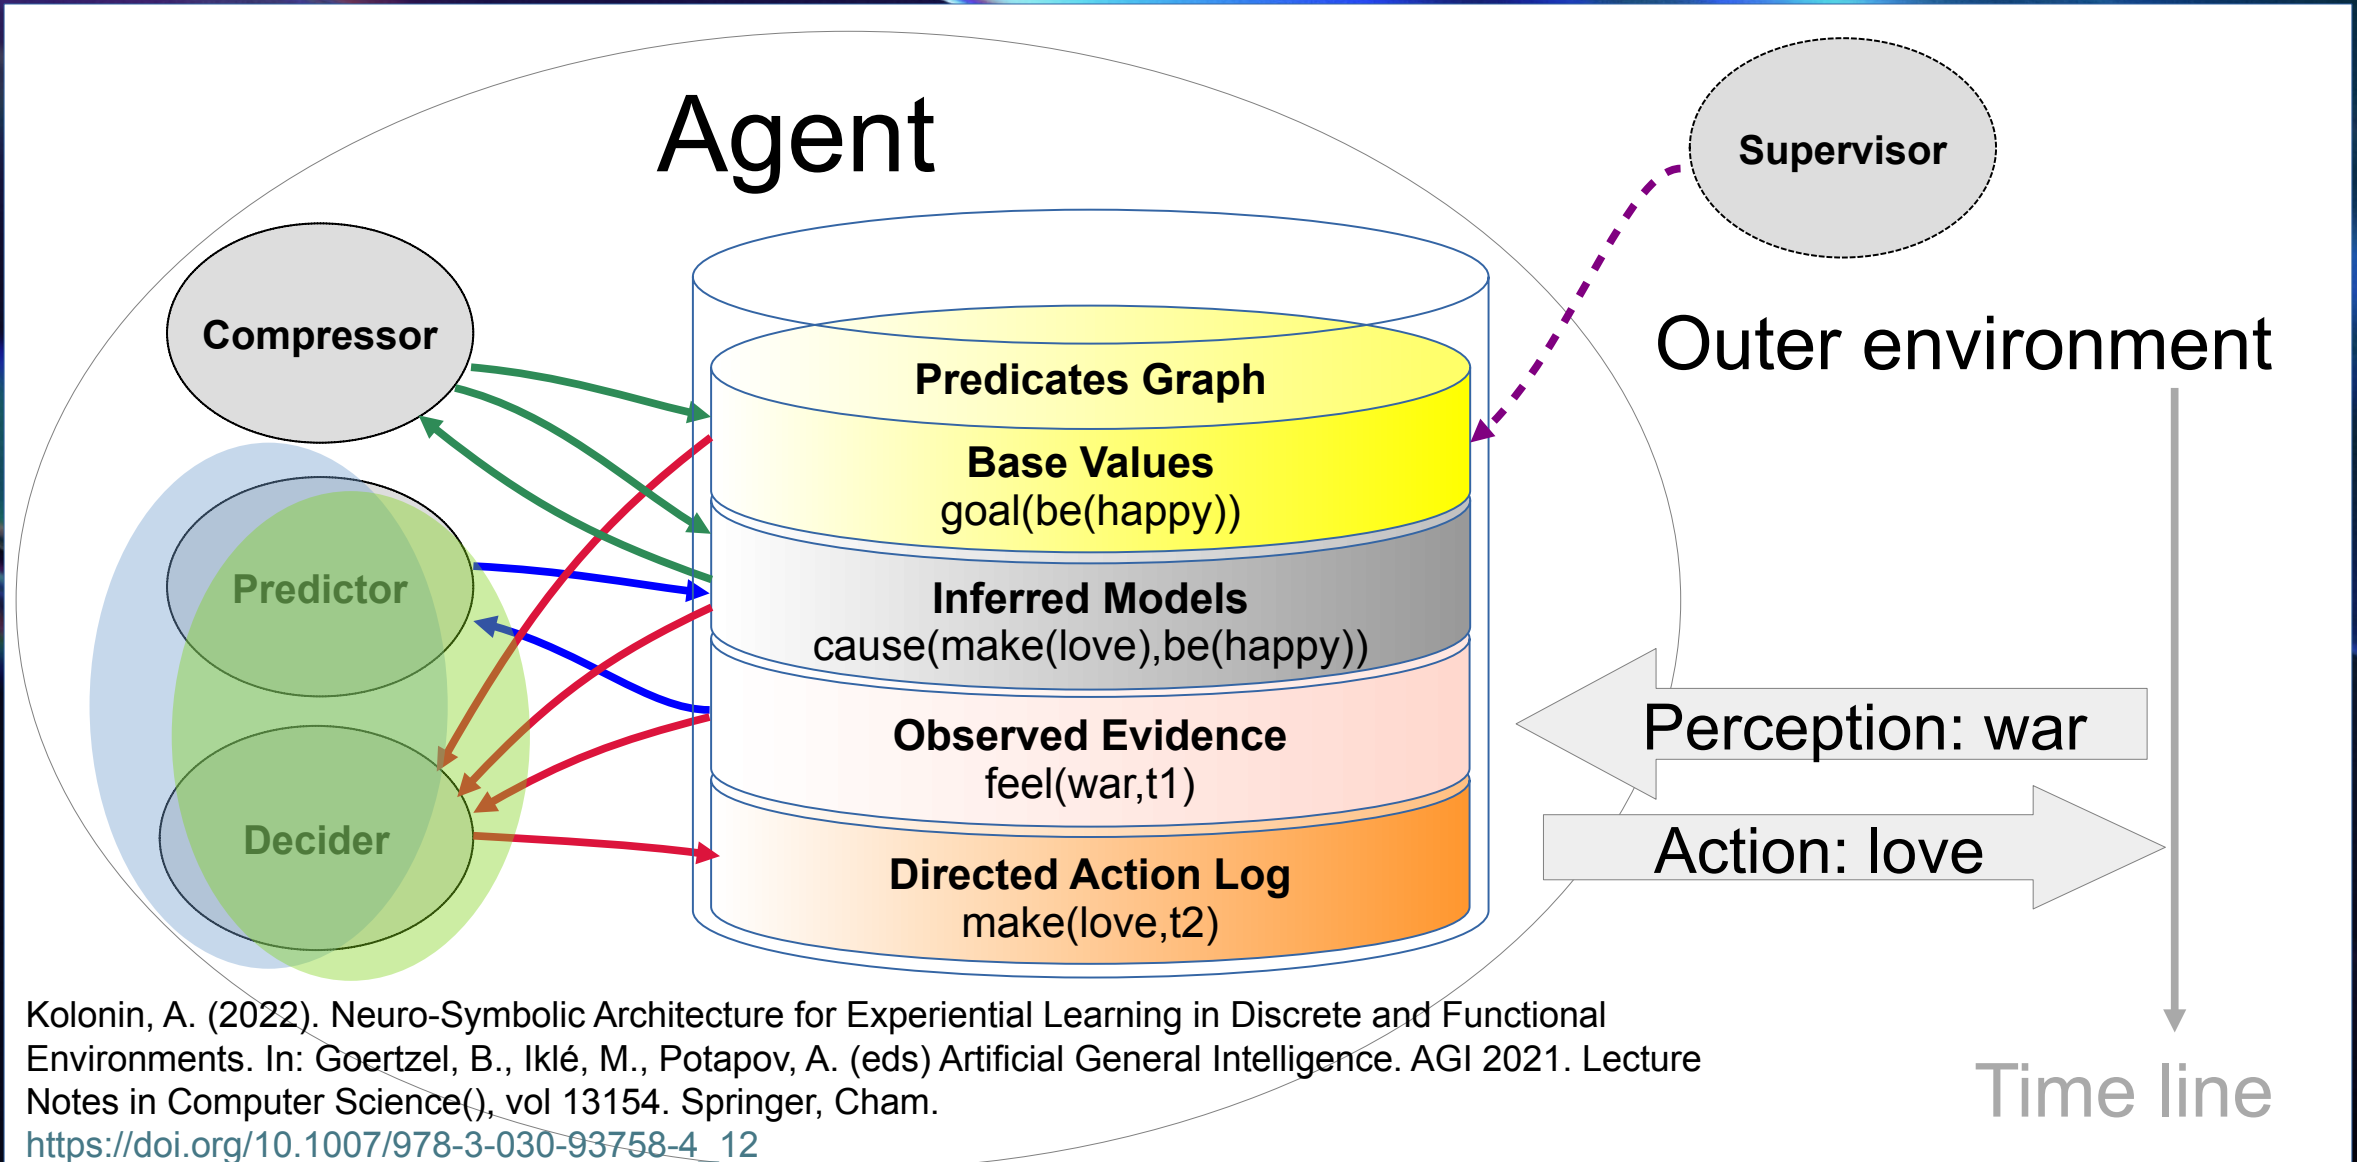 Agent
Supervisor
Compressor
Outer environment
Predicates Graph
Base Values
goal(be(happy))
Predictor
Inferred Models
cause(make(love),be(happy))
Perception: war
Observed Evidence
feel(war,t1)
Decider
Action: love
Directed Action Log
make(love,t2)
Kolonin, A. (2022). Neuro-Symbolic Architecture for Experiential Learning in Discrete and Functional
Environments. In: Goertzel, B., Iklé, M., Potapov, A. (eds) Artificial General Intelligence. AGI 2021. Lecture
Notes in Computer Science(), vol 13154. Springer, Cham.
https://doi.org/10.1007/978-3-030-93758-4_12
Time line